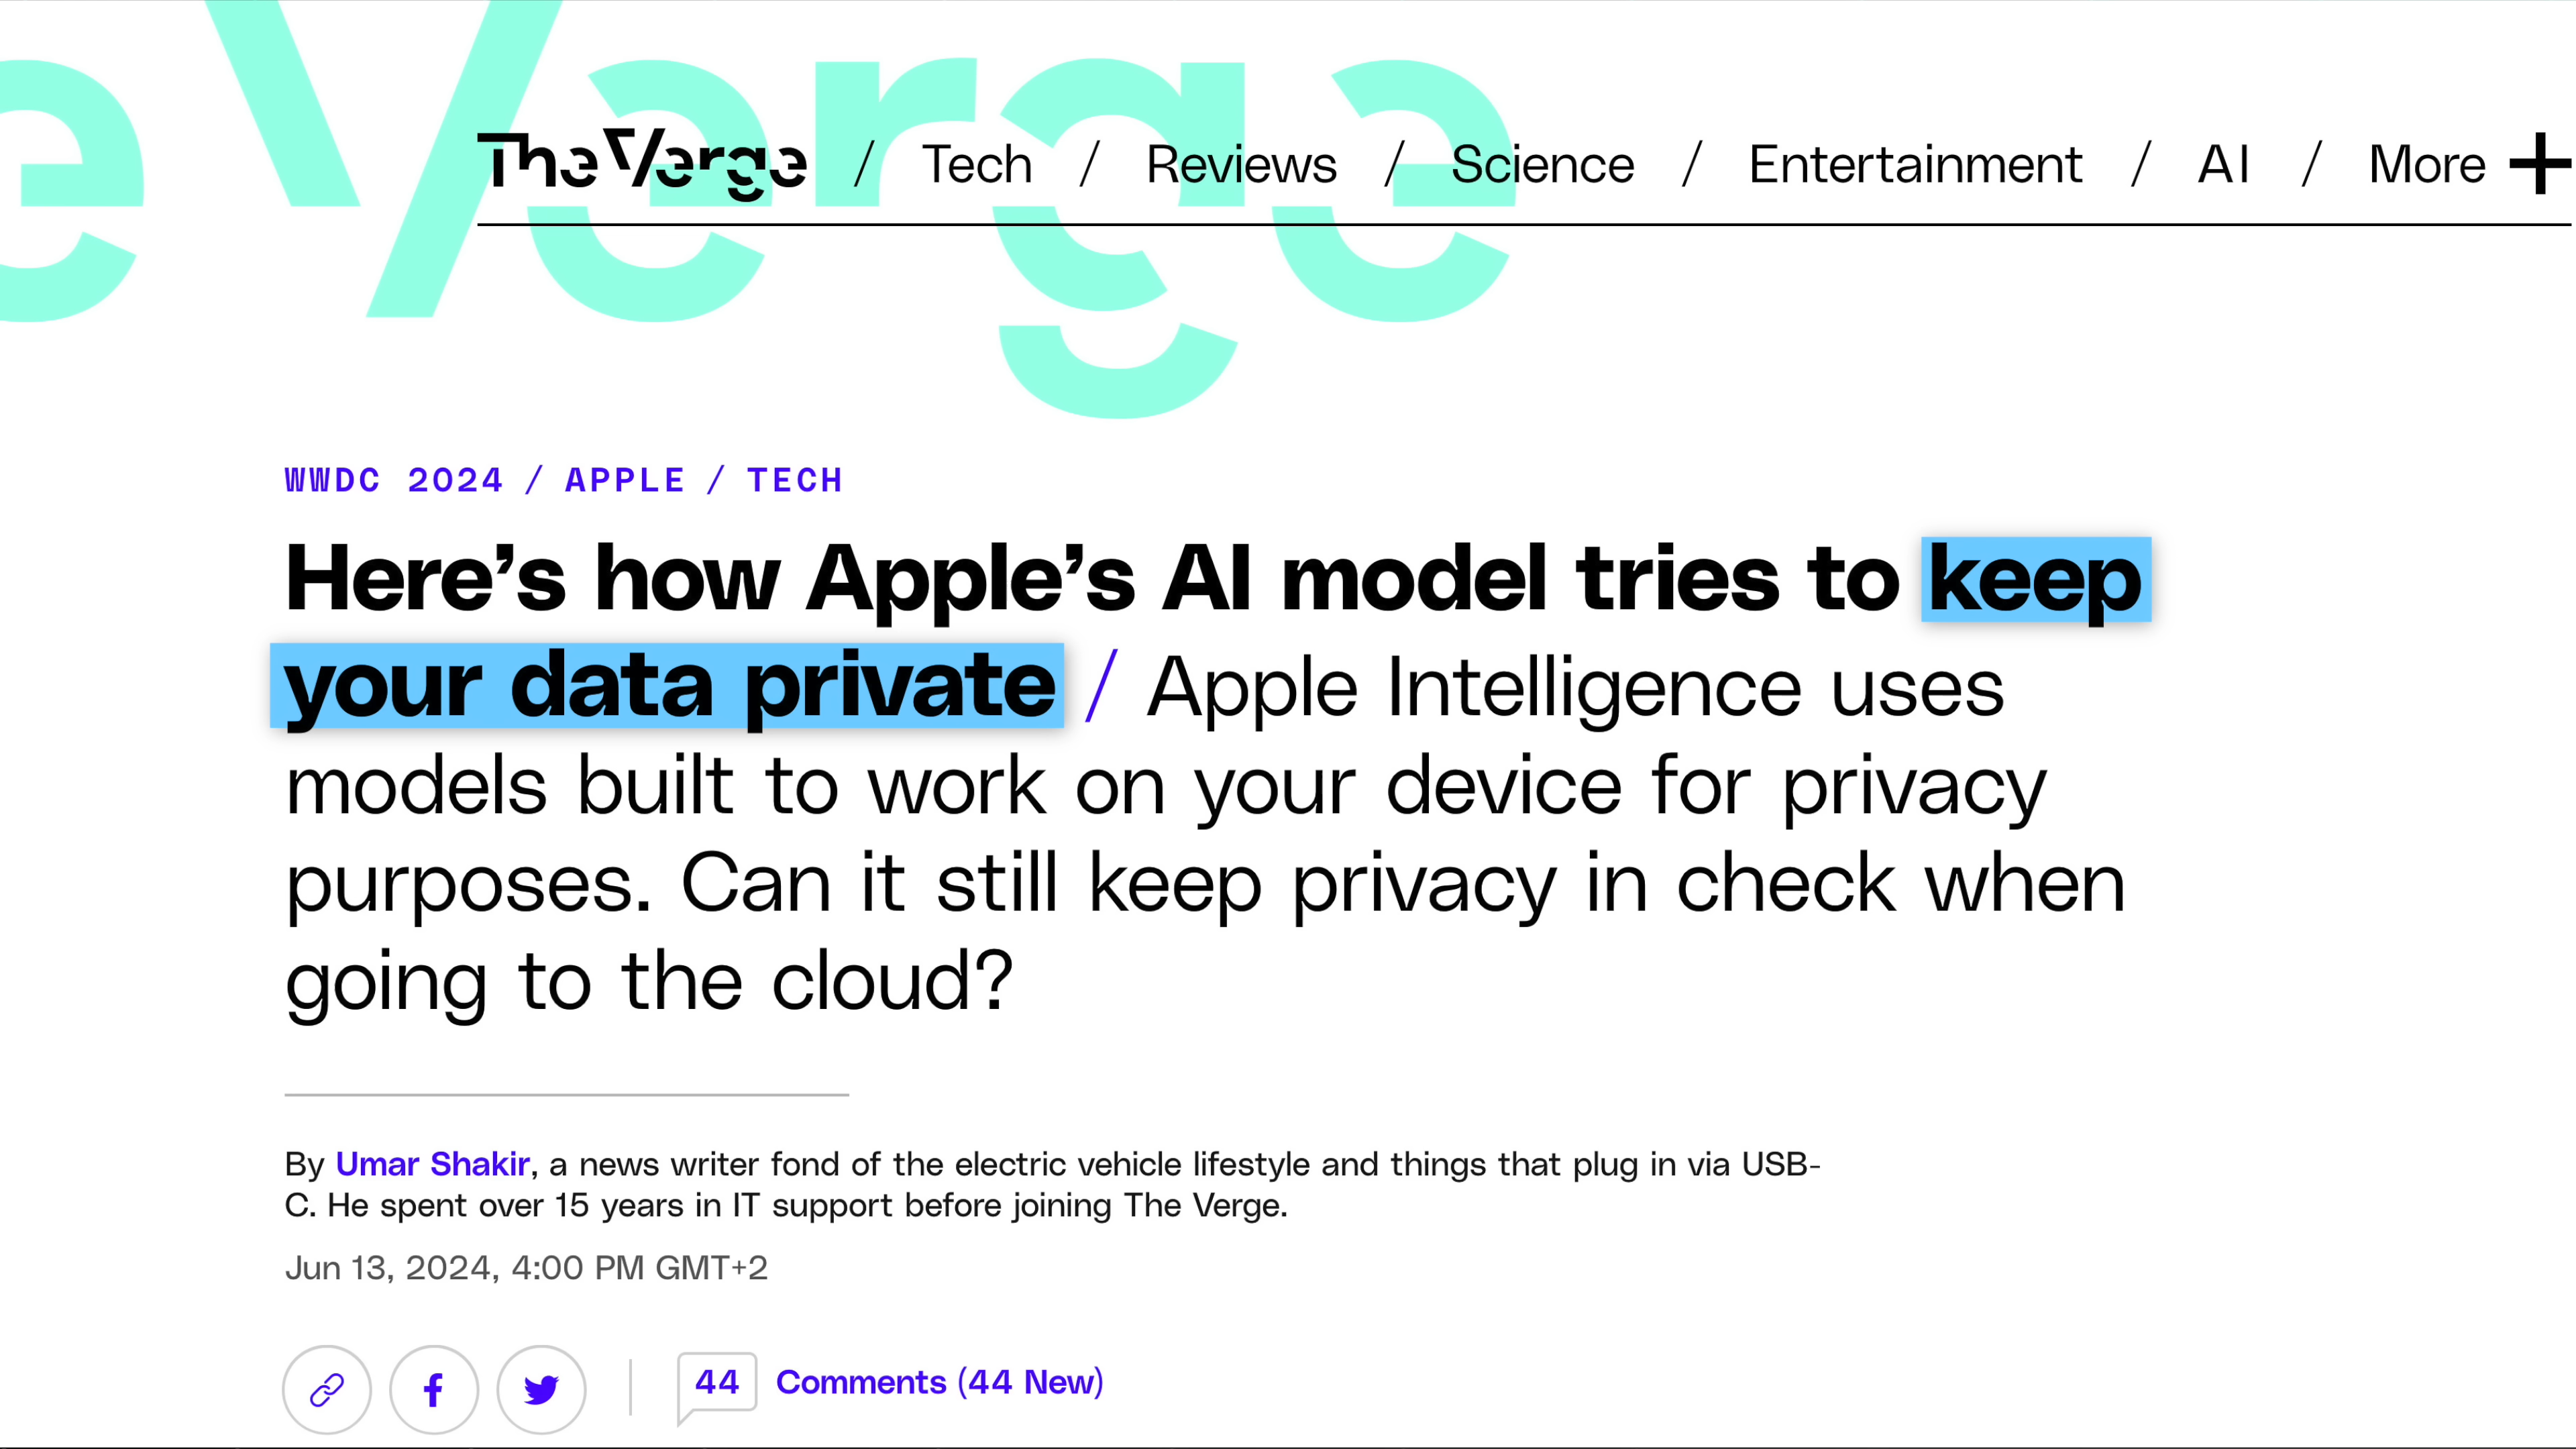 e Verge
The Verge / Tech / Reviews / Science / Entertainment / AI / More +
WWDC 2024 / APPLE / TECH
Here’s how Apple’s AI model tries to keep
your data private / Apple Intelligence uses
models built to work on your device for privacy
purposes. Can it still keep privacy in check when
going to the cloud?
By Umar Shakir, a news writer fond of the electric vehicle lifestyle and things that plug in via USB-
C. He spent over 15 years in IT support before joining The Verge.
Jun 13, 2024, 4:00 PM GMT+2
44 Comments (44 New)